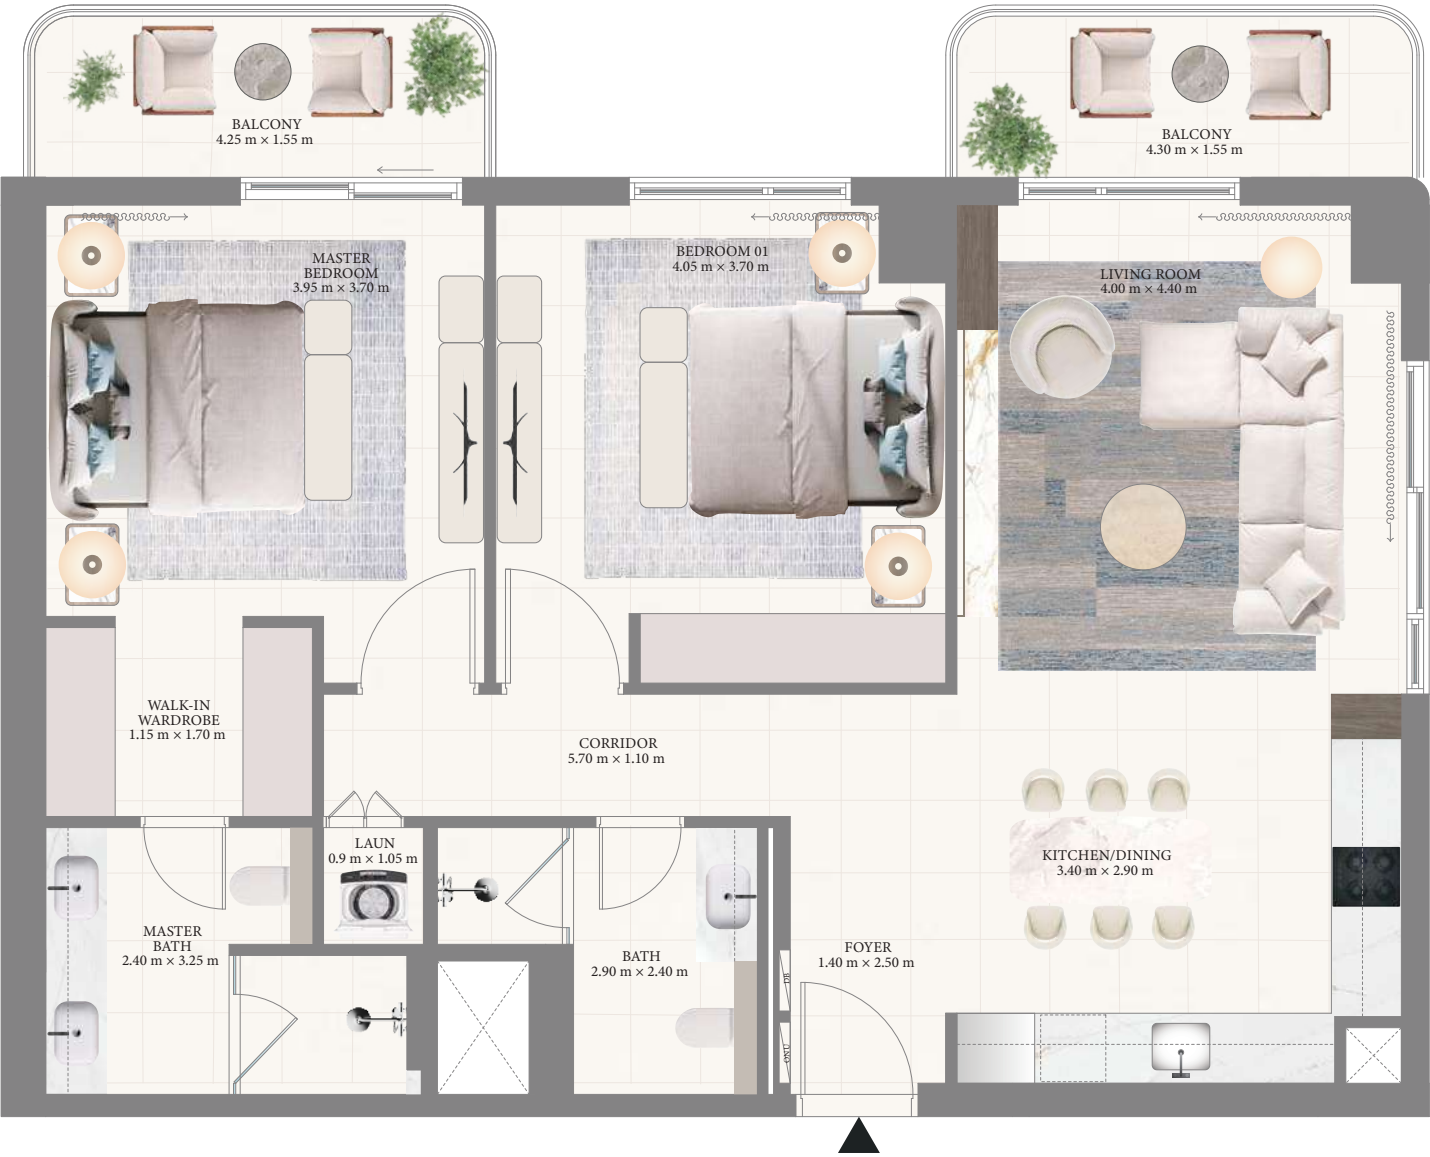 BALCONY
4.25 m × 1.55 m
BALCONY
4.30 m × 1.55 m
MASTER
BEDROOM
3.95 m × 3.70 m
BEDROOM 01
4.05 m × 3.70 m
LIVING ROOM
4.00 m × 4.40 m
WALK-IN
WARDROBE
1.15 m × 1.70 m
CORRIDOR
5.70 m × 1.10 m
LAUN
0.9 m × 1.05 m
KITCHEN/DINING
3.40 m × 2.90 m
MASTER
BATH
2.40 m × 3.25 m
BATH
2.90 m × 2.40 m
FOYER
1.40 m × 2.50 m
DB
ONU